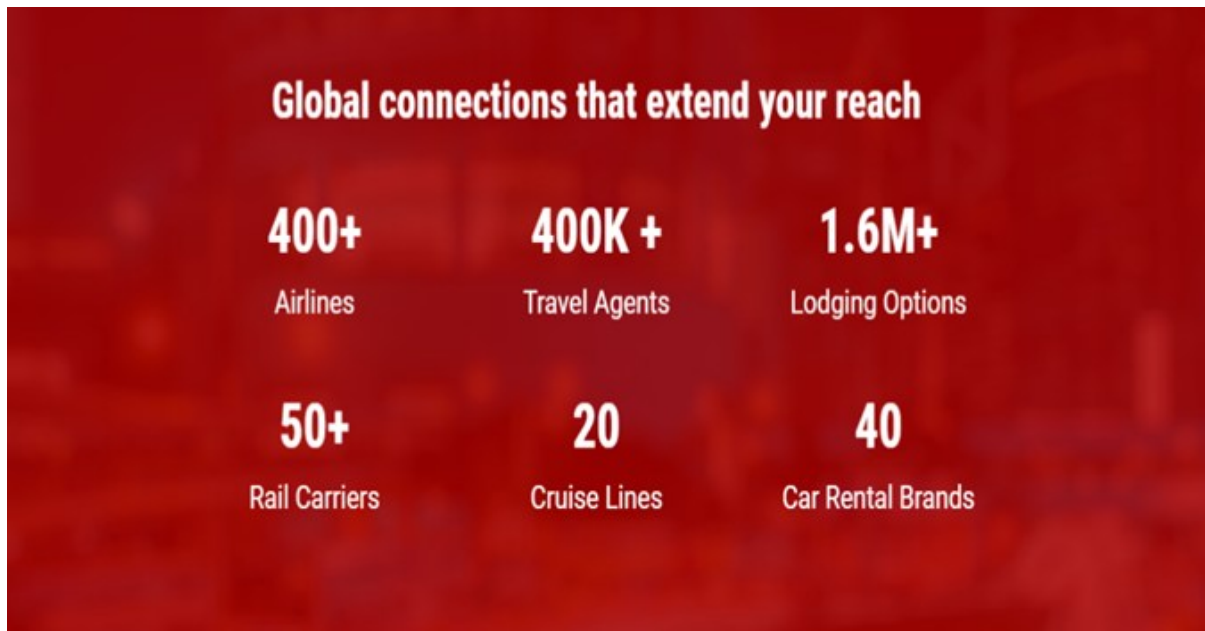 Global connections that extend your reach
400+ 400K + 1.6M+
Airlines Travel Agents Lodging Options
50+ 20 40
Rail Carriers Cruise Lines Car Rental Brands